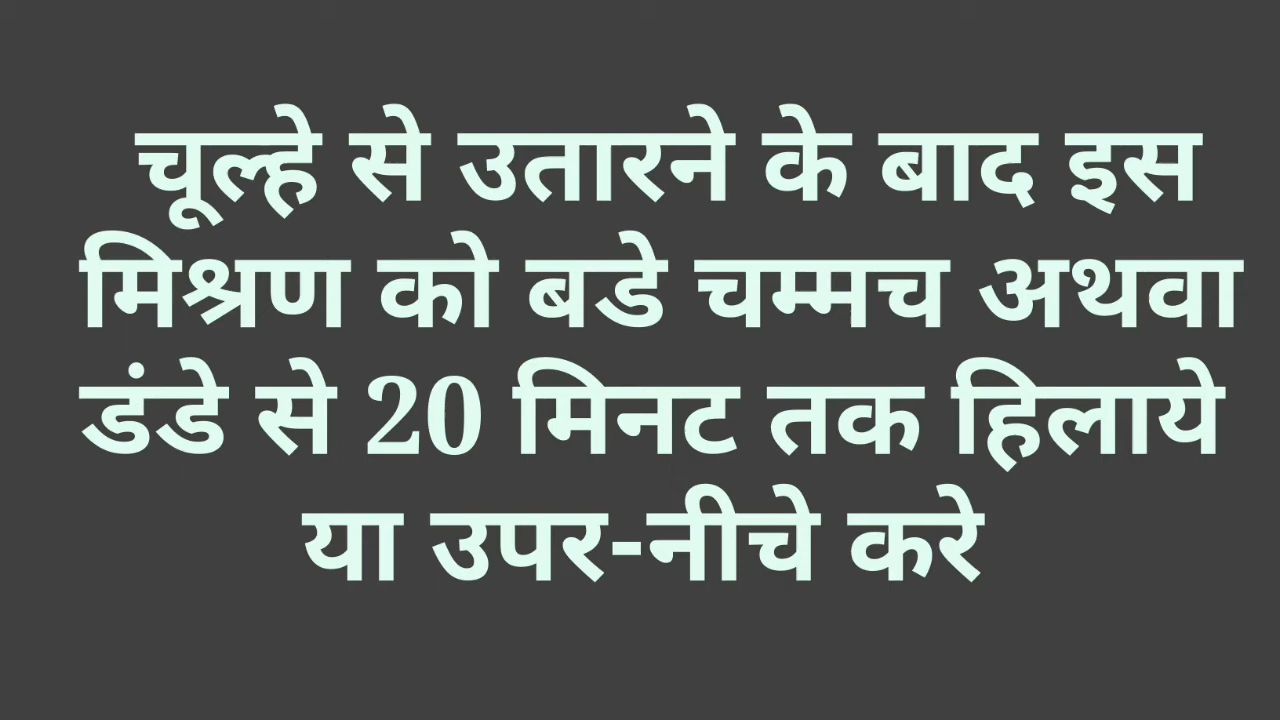 चूल्हे से उतारने के बाद इस
मिश्रण को बडे चम्मच अथवा
डंडे से 20 मिनट तक हिलाये
या उपर-नीचे करे